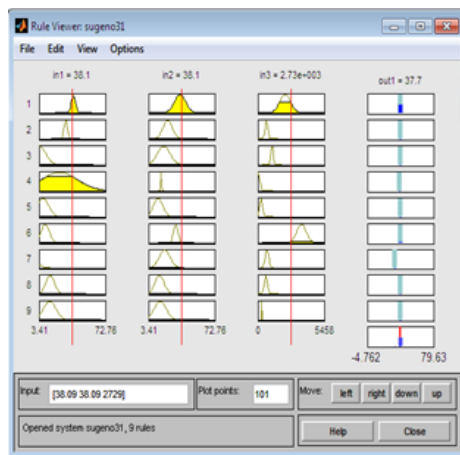 Rule Viewer: sugeno31
File Edit View Options
in1 = 38.1 in2 = 38.1 in3 = 2.73e+003 out1 = 37.7
1
2
3
4
5
6
7
8
9
3.41 72.76 3.41 72.76 0 5458
-4.762 79.63
Input: [38.09 38.09 2729] Plot points: 101 Move: left right down up
Opened system sugeno31, 9 rules Help Close